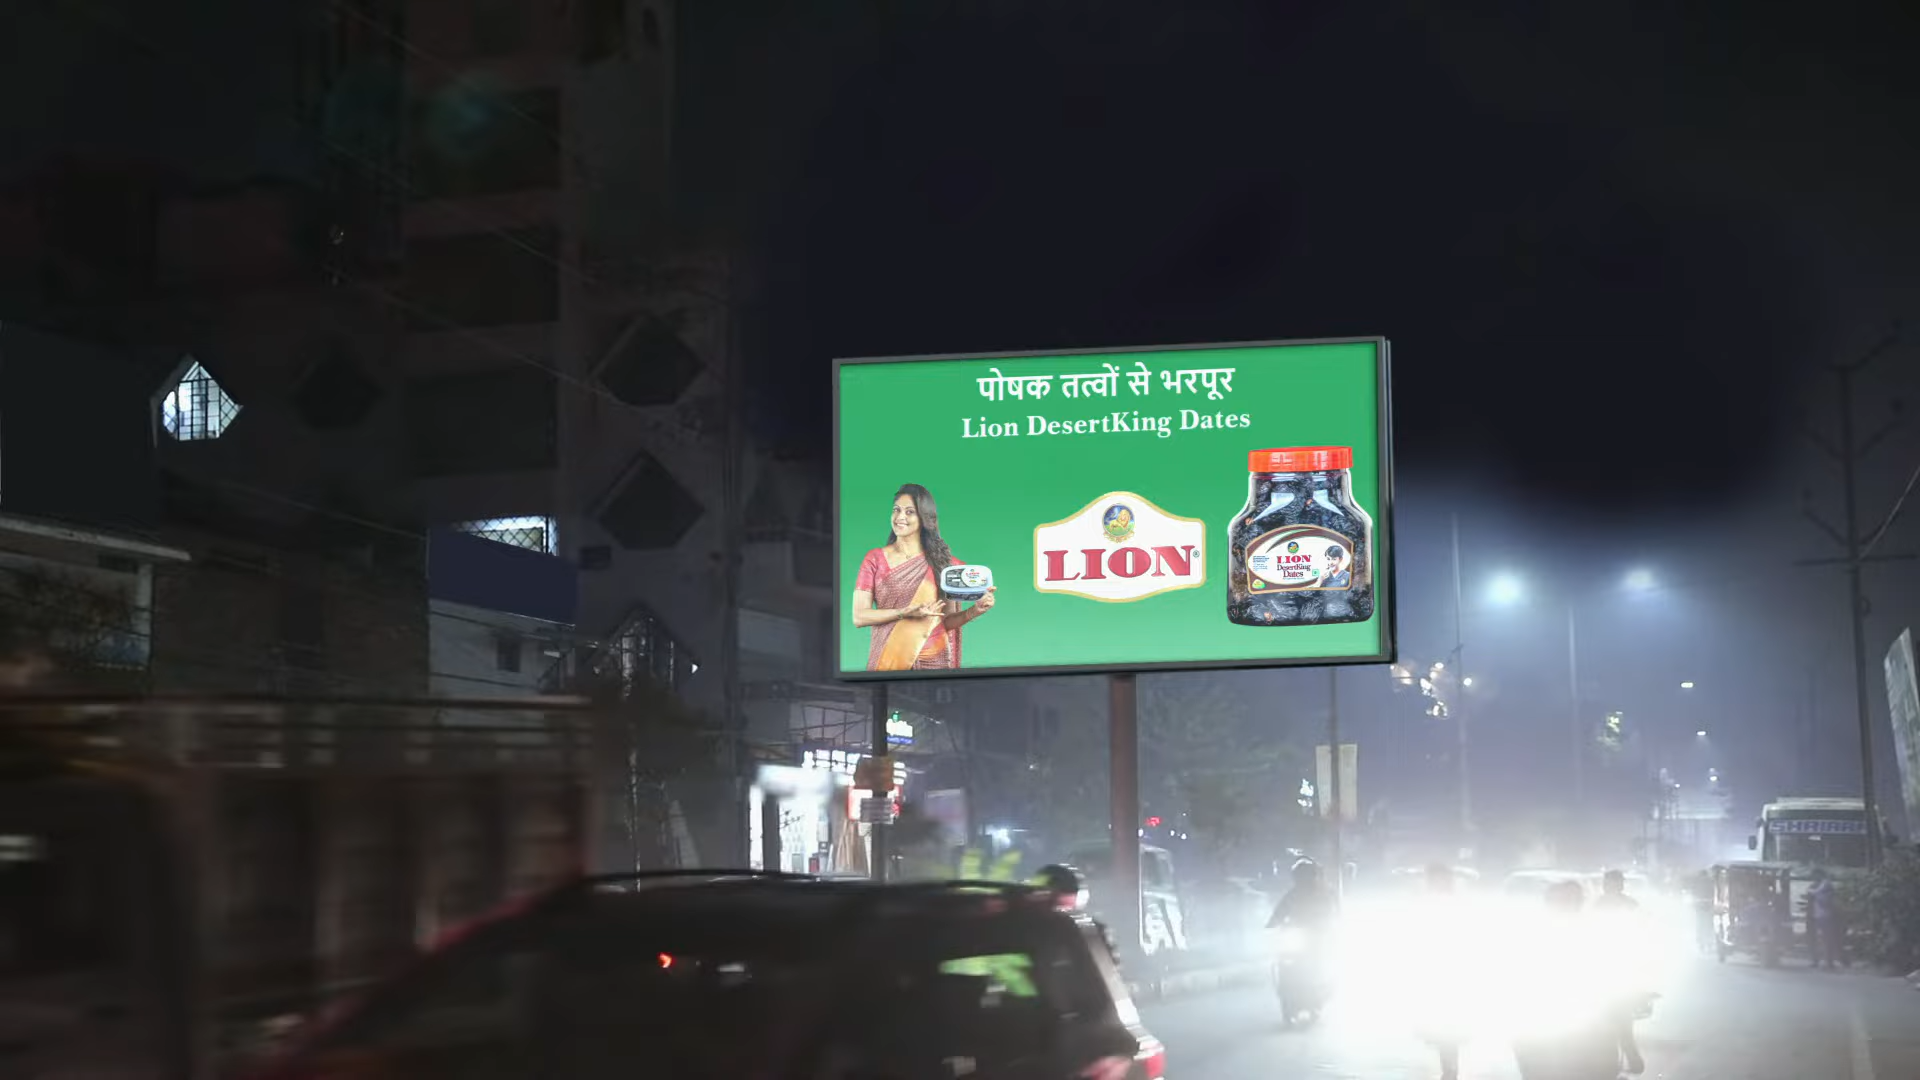 पोषक तत्वों से भरपूर
Lion DesertKing Dates
LION
LION
DesertKing
Dates